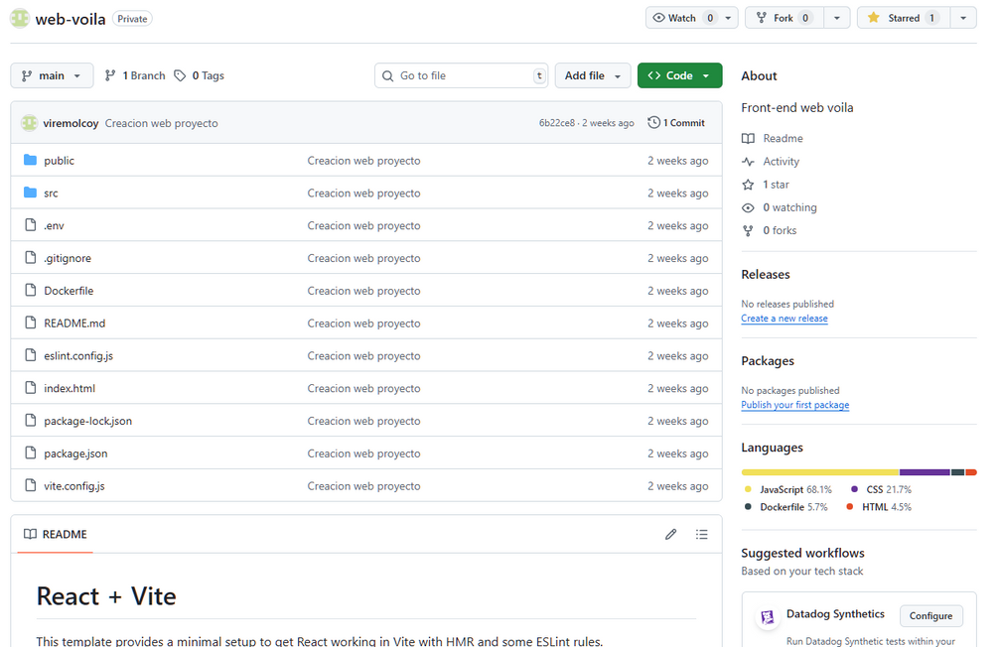 web-voila Private Watch 0 Fork 0 Starred 1
main 1 Branch 0 Tags Go to file t Add file Code
viremolcoy Creacion web proyecto 6b22ce8 · 2 weeks ago 1 Commit
public Creacion web proyecto 2 weeks ago
src Creacion web proyecto 2 weeks ago
.env Creacion web proyecto 2 weeks ago
.gitignore Creacion web proyecto 2 weeks ago
Dockerfile Creacion web proyecto 2 weeks ago
README.md Creacion web proyecto 2 weeks ago
eslint.config.js Creacion web proyecto 2 weeks ago
index.html Creacion web proyecto 2 weeks ago
package-lock.json Creacion web proyecto 2 weeks ago
package.json Creacion web proyecto 2 weeks ago
vite.config.js Creacion web proyecto 2 weeks ago
README
React + Vite
This template provides a minimal setup to get React working in Vite with HMR and some ESLint rules.
About
Front-end web voila
Readme
Activity
1 star
0 watching
0 forks
Releases
No releases published
Create a new release
Packages
No packages published
Publish your first package
Languages
JavaScript 68.1% CSS 21.7%
Dockerfile 5.7% HTML 4.5%
Suggested workflows
Based on your tech stack
Datadog Synthetics Configure
Run Datadog Synthetic tests within your